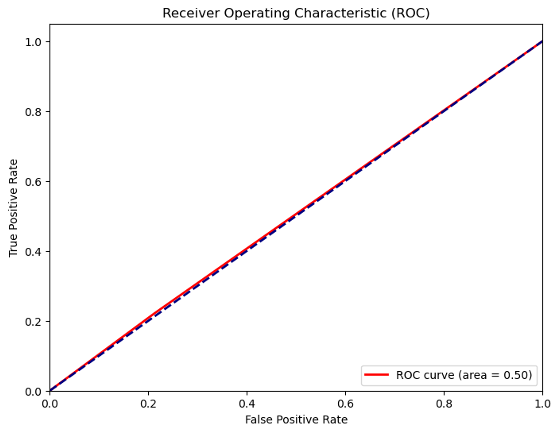 Receiver Operating Characteristic (ROC)
1.0
0.8
0.6
0.4
0.2
0.0
True Positive Rate
ROC curve (area = 0.50)
0.0 0.2 0.4 0.6 0.8 1.0
False Positive Rate